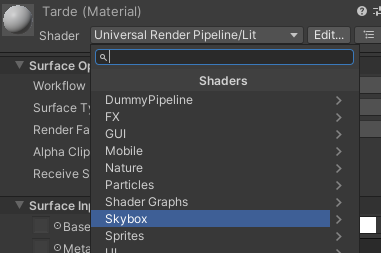 Tarde (Material)
Shader Universal Render Pipeline/Lit Edit...
Surface Op
Shaders
Workflow
DummyPipeline
Surface Ty
FX
Render Fa
GUI
Alpha Clip
Mobile
Receive S
Nature
Particles
Shader Graphs
Surface Inp
Skybox
Base
Sprites
Meta